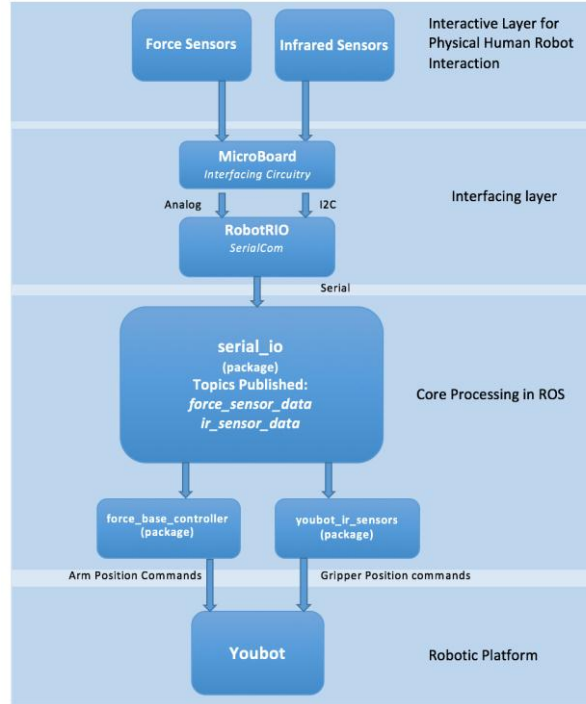 Force Sensors
Infrared Sensors
Interactive Layer for
Physical Human Robot
Interaction
MicroBoard
Interfacing Circuitry
Analog
I2C
Interfacing layer
RobotRIO
SerialCom
Serial
serial_io
(package)
Topics Published:
force_sensor_data
ir_sensor_data
Core Processing in ROS
force_base_controller
(package)
youbot_ir_sensors
(package)
Arm Position Commands
Gripper Position commands
Youbot
Robotic Platform